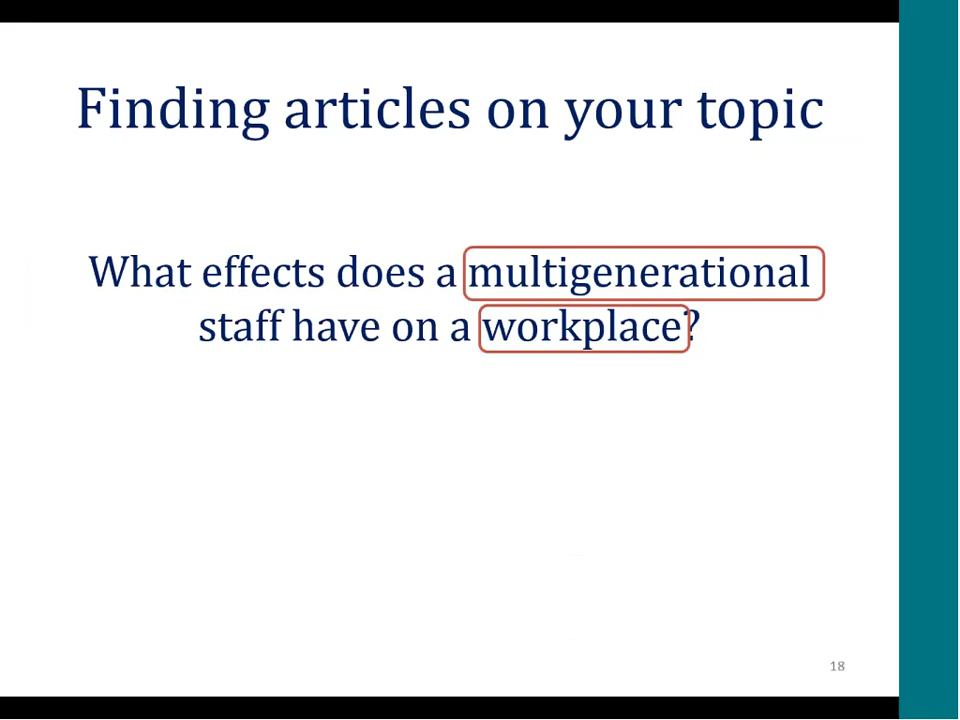 Finding articles on your topic
What effects does a multigenerational
staff have on a workplace?
18